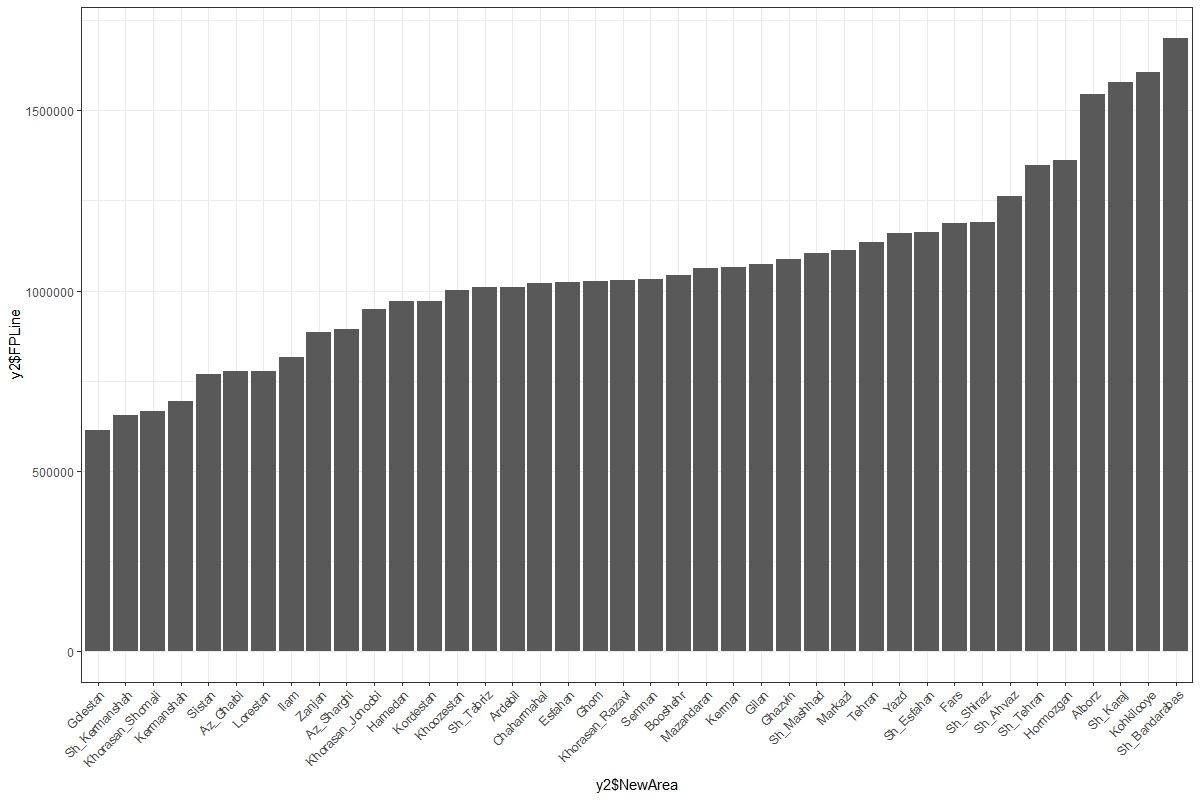 y2$FPLine
1500000
1000000
500000
0
Golestan
Sh_Kermanshah
Khorasan_Shomali
Kermanshah
Sistan
Az_Gharbi
Lorestan
Ilam
Zanjan
Az_Sharghi
Khorasan_Jonoobi
Hamedan
Kordestan
Khoozestan
Sh_Tabriz
Ardebil
Chaharmahal
Esfahan
Ghom
Khorasan_Razavi
Semnan
Booshehr
Mazandaran
Kerman
Gilan
Ghazvin
Sh_Mashhad
Markazi
Tehran
Yazd
Sh_Esfahan
Fars
Sh_Shiraz
Sh_Ahvaz
Sh_Tehran
Hormozgan
Alborz
Sh_Karaj
Kohkilooye
Sh_Bandarabas
y2$NewArea